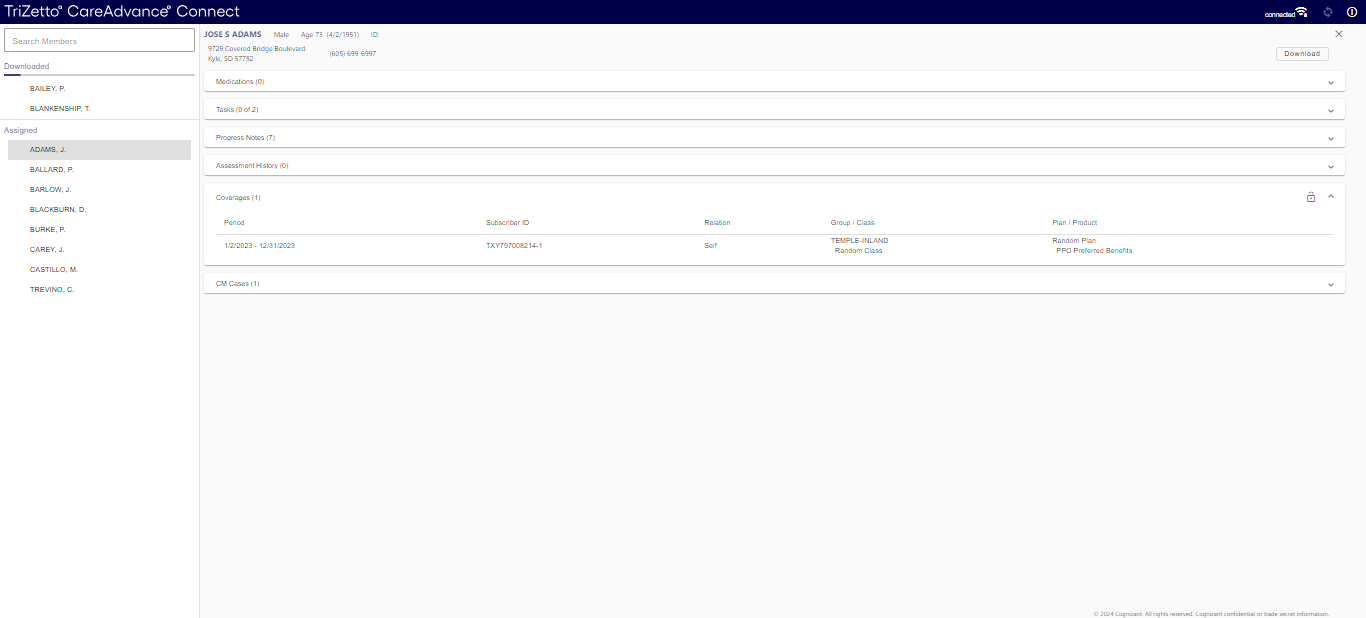 TriZetto® CareAdvance® Connect
connected
Search Members
Downloaded
BAILEY, P.
BLANKENSHIP, T.
Assigned
ADAMS, J.
BALLARD, P.
BARLOW, J.
BLACKBURN, D.
BURKE, P.
CAREY, J.
CASTILLO, M.
TREVINO, C.
JOSE S ADAMS Male Age 73 (4/2/1951) ID:
9729 Covered Bridge Boulevard
Kyle, SD 57752
(605) 699-6997
Download
Medications (0)
Tasks (0 of 2)
Progress Notes (7)
Assessment History (0)
Coverages (1)
Period Subscriber ID Relation Group / Class Plan / Product
1/2/2023 - 12/31/2023 TXY797008214-1 Self TEMPLE-INLAND Random Plan
Random Class PPO Preferred Benefits
CM Cases (1)
© 2024 Cognizant. All rights reserved. Cognizant confidential or trade secret information.